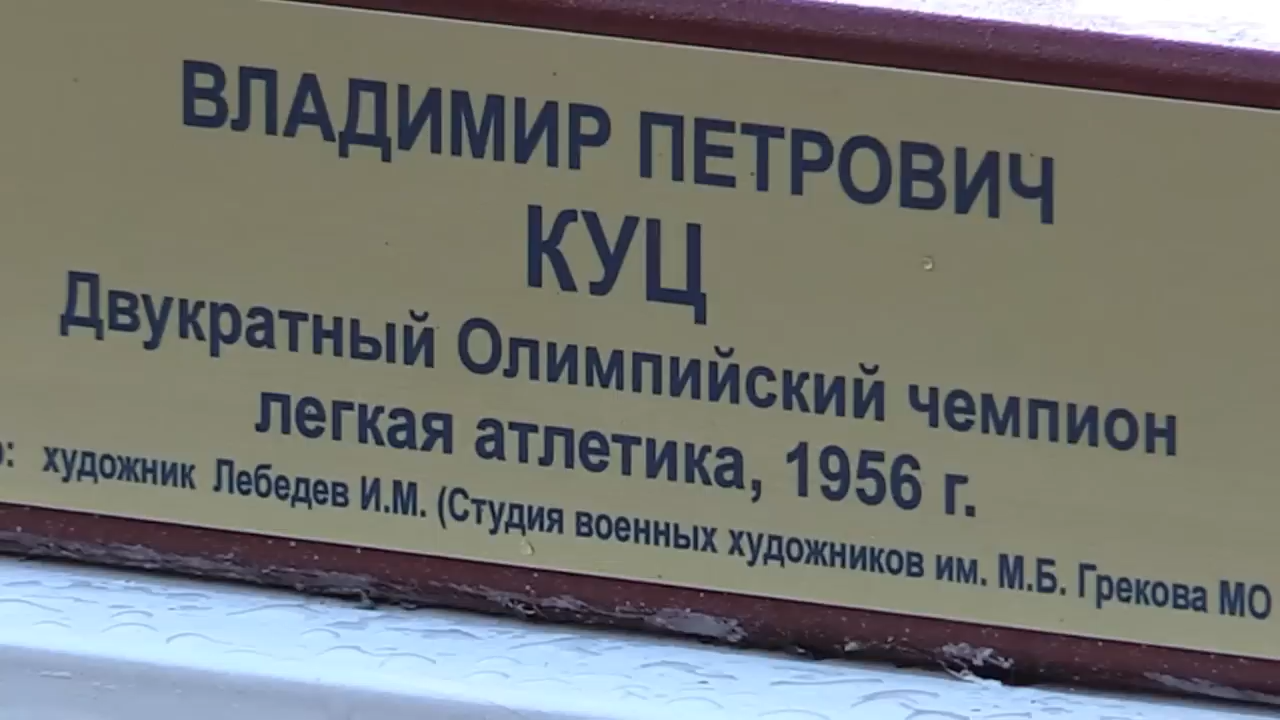 ВЛАДИМИР ПЕТРОВИЧ
КУЦ
Двукратный Олимпийский чемпион
легкая атлетика, 1956 г.
художник Лебедев И.М. (Студия военных художников им. М.Б. Грекова МО